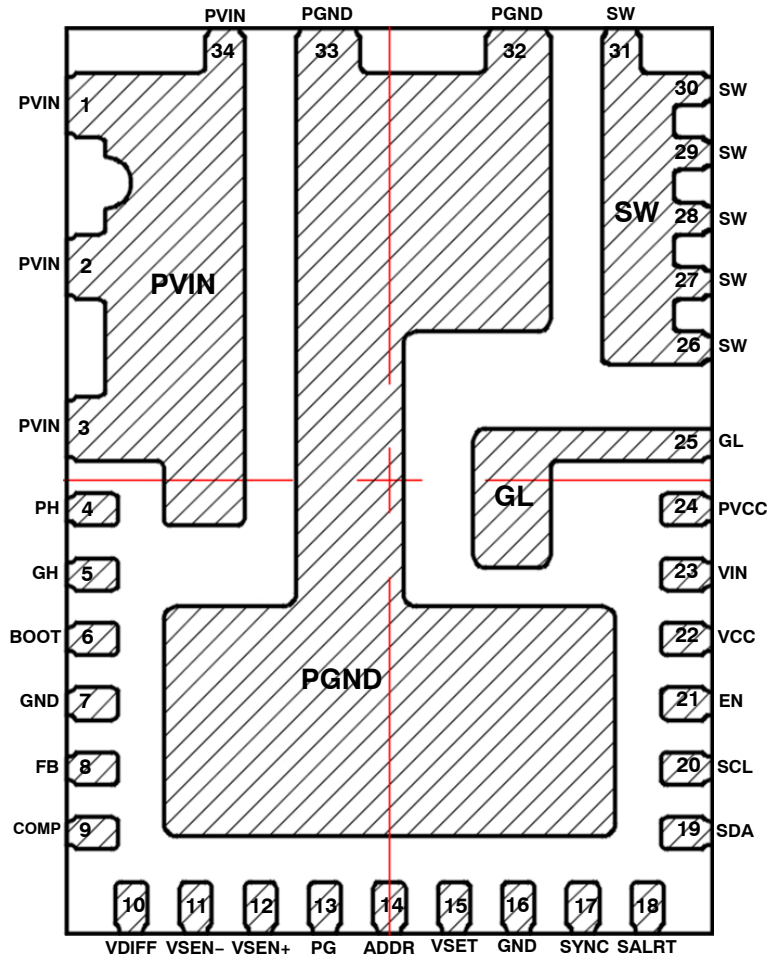 PVIN PGND PGND SW
34 33 32 31
PVIN 1 30 SW
29 SW
28 SW
SW
PVIN 2 27 SW
PVIN
26 SW
PVIN 3 25 GL
GL
PH 4 24 PVCC
GH 5 23 VIN
BOOT 6 22 VCC
PGND
GND 7 21 EN
FB 8 20 SCL
COMP 9 19 SDA
10 11 12 13 14 15 16 17 18
VDIFF VSEN– VSEN+ PG ADDR VSET GND SYNC SALRT